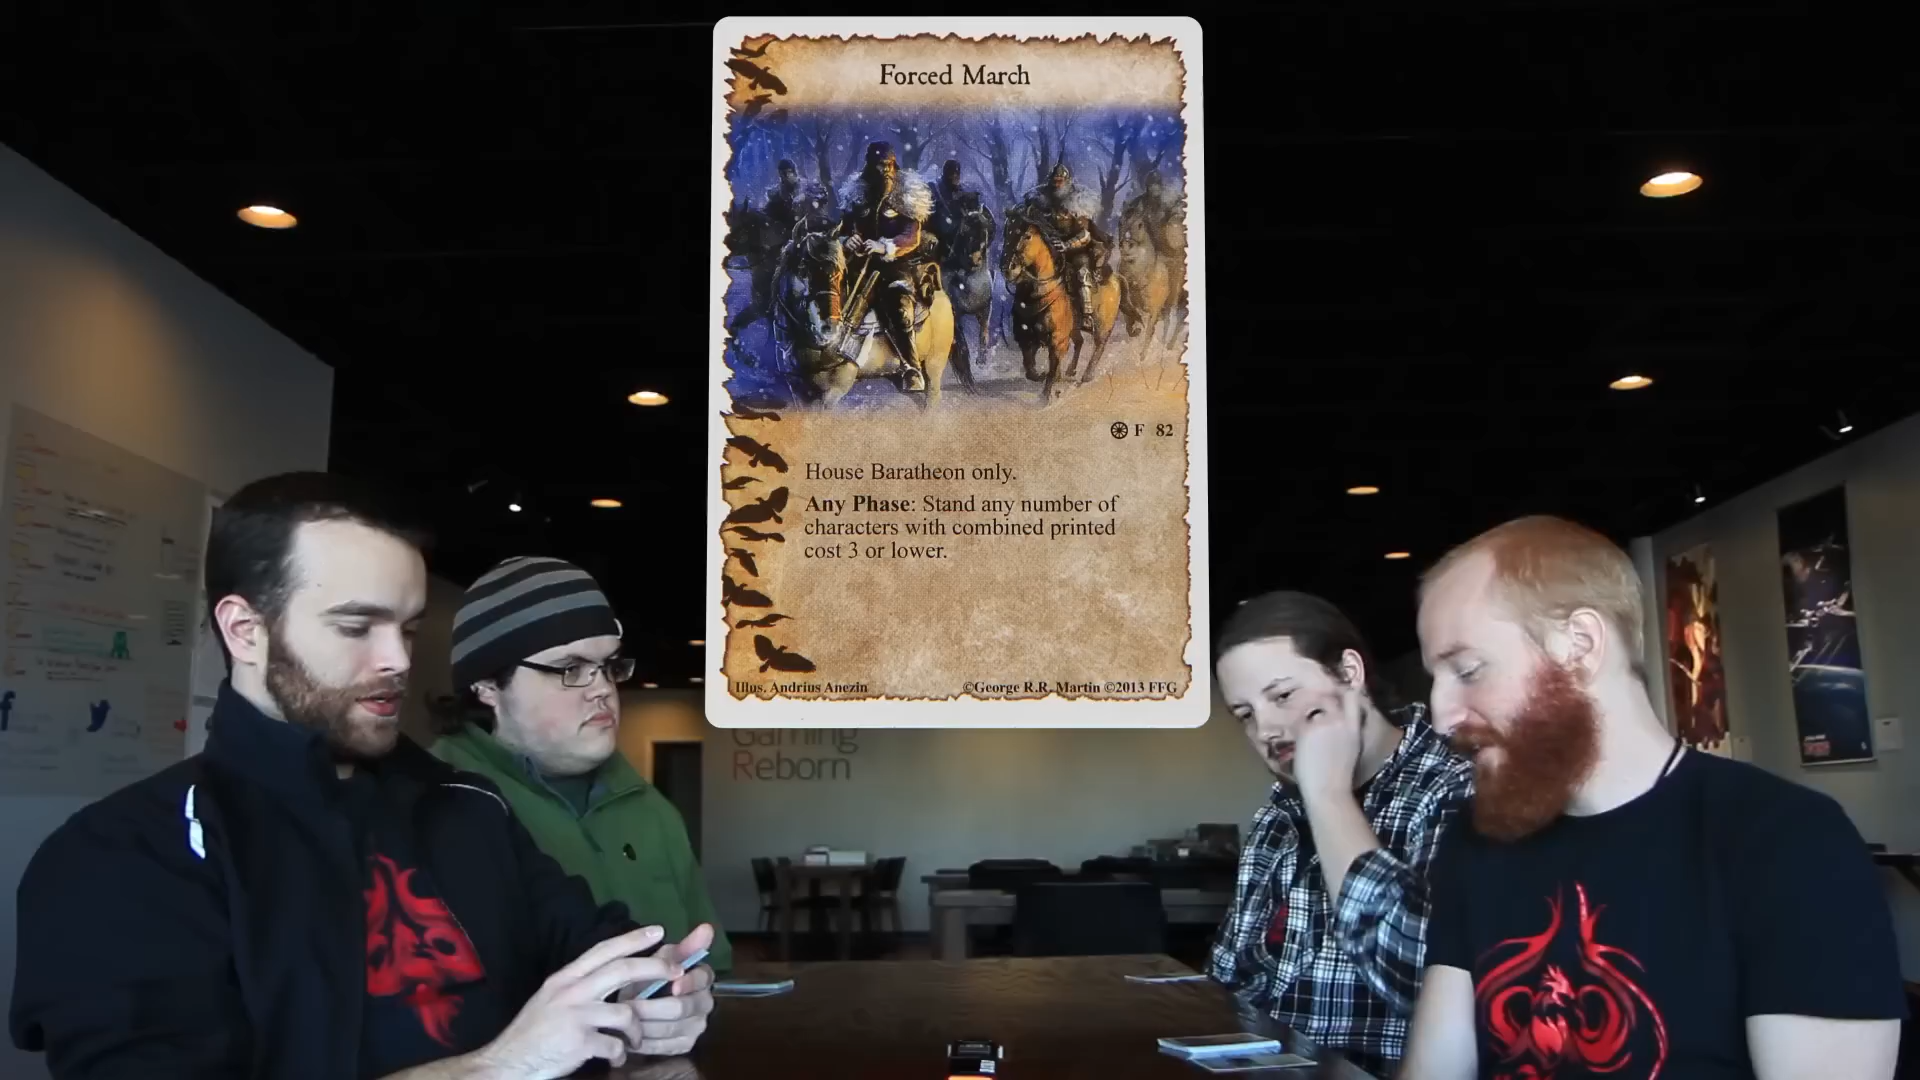 Forced March
F 82
House Baratheon only.
Any Phase: Stand any number of
characters with combined printed
cost 3 or lower.
Illus. Andrius Anezin
©George R.R. Martin ©2013 FFG
Gaming
Reborn